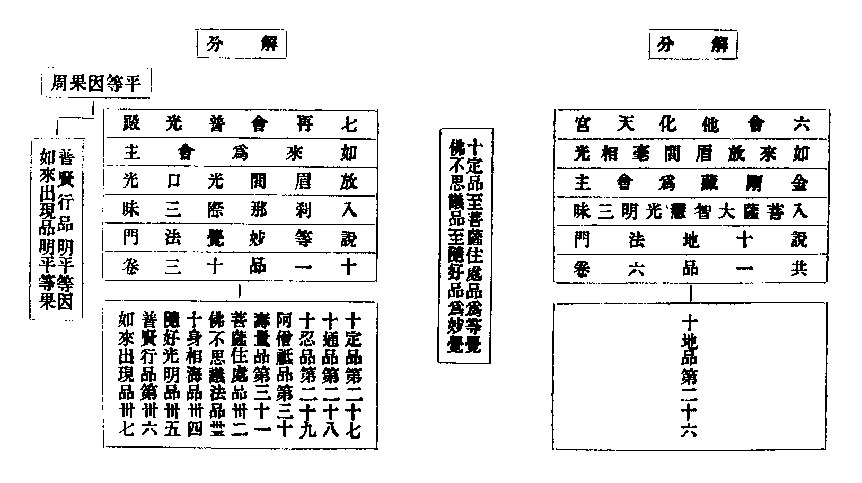 解分
六會他化天宮
如來放眉間毫相光
金剛藏爲會主
入菩薩大智慧光明三昧
說十地法門
共一品六卷
十地品第二十六
十定品至菩薩住處品爲等覺
佛不思議品至隨好品爲妙覺
解分
七再會普光殿
如來爲會主
放眉間光口光
入剎那際三昧
說等妙覺法門
十一品十三卷
十定品第二十七
十通品第二十八
十忍品第二十九
阿僧祇品第三十
壽量品第三十一
菩薩住處品卅二
佛不思議法品卅三
十身相海品卅四
隨好光明品卅五
普賢行品第卅六
如來出現品卅七
平等因果周
普賢行品明平等因
如來出現品明平等果